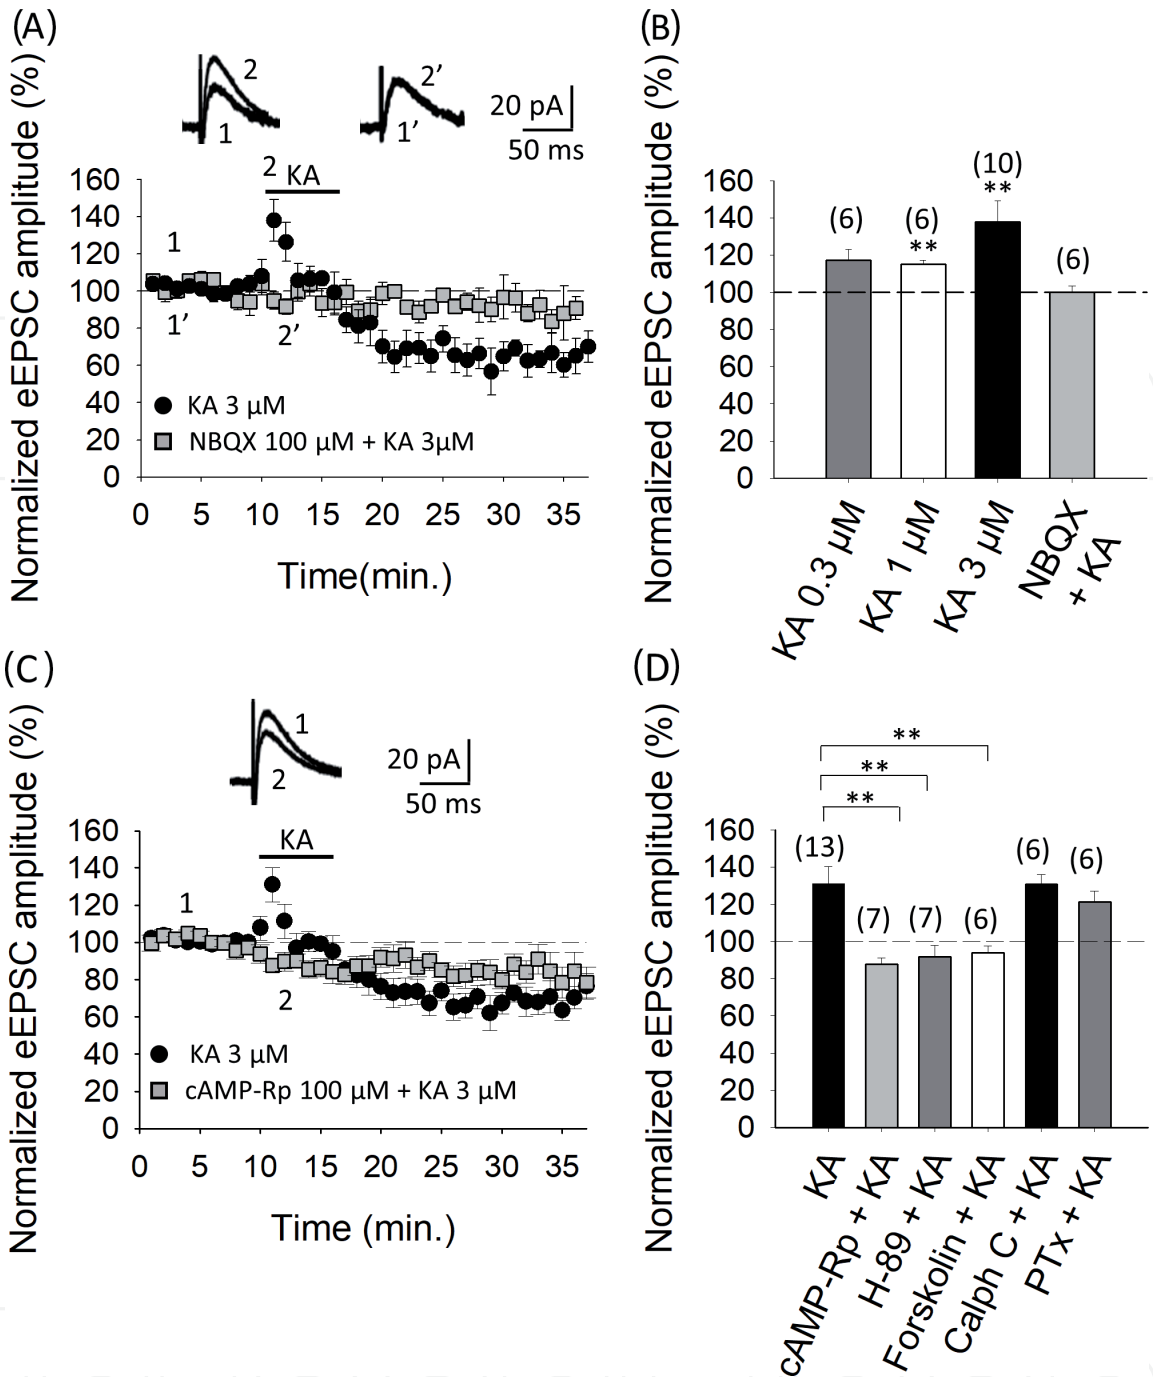 (A)
Normalized eEPSC amplitude (%)
2
1
2’
1’
20 pA
50 ms
2
KA
1
1’
2’
160
140
120
100
80
60
40
20
0
KA 3 µM
NBQX 100 µM + KA 3µM
0 5 10 15 20 25 30 35
Time(min.)
(B)
Normalized eEPSC amplitude (%)
160
140
120
100
80
60
40
20
0
(6)
(6)
**
(10)
**
(6)
KA 0.3 µM
KA 1 µM
KA 3 µM
NBQX
+ KA
(C)
Normalized eEPSC amplitude (%)
1
2
20 pA
50 ms
KA
1
2
160
140
120
100
80
60
40
20
0
KA 3 µM
cAMP-Rp 100 µM + KA 3 µM
0 5 10 15 20 25 30 35
Time (min.)
(D)
Normalized eEPSC amplitude (%)
**
**
**
160
140
120
100
80
60
40
20
0
(13)
(7)
(7)
(6)
(6)
(6)
KA
cAMP-Rp + KA
H-89 + KA
Forskolin + KA
Calph C + KA
PTx + KA